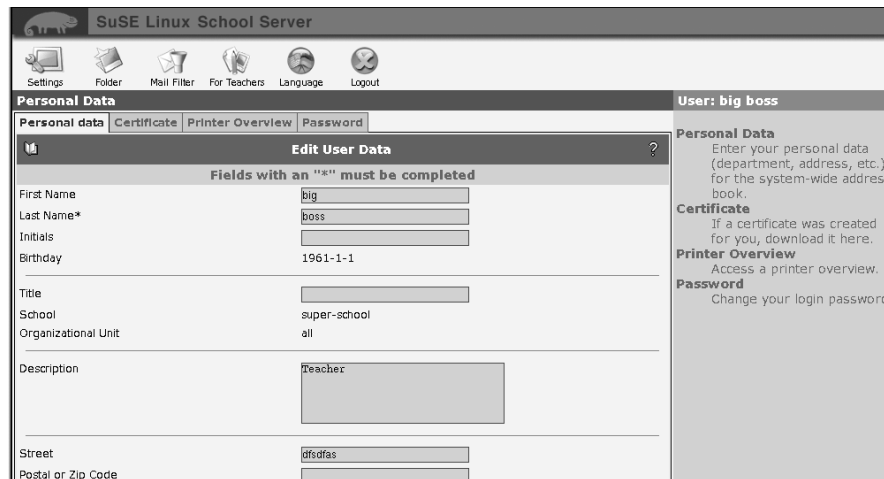 SuSE Linux School Server
Settings Folder Mail Filter For Teachers Language Logout
Personal Data
User: big boss
Personal data Certificate Printer Overview Password
Edit User Data ?
Fields with an "*" must be completed
First Name big
Last Name* boss
Initials
Birthday 1961-1-1
Title
School super-school
Organizational Unit all
Description Teacher
Street dfsdfas
Postal or Zip Code
Personal Data
Enter your personal data
(department, address, etc.)
for the system-wide addres
book.
Certificate
If a certificate was created
for you, download it here.
Printer Overview
Access a printer overview.
Password
Change your login password